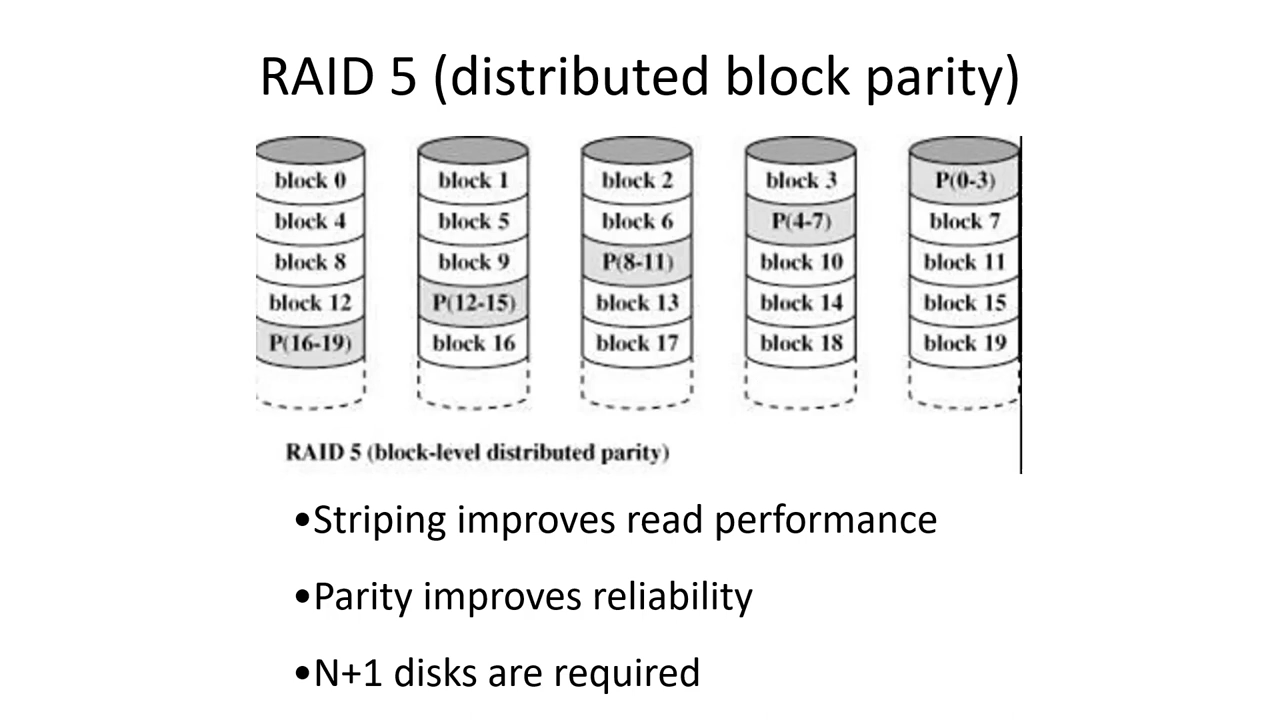 RAID 5 (distributed block parity)
block 0 block 1 block 2 block 3 P(0-3)
block 4 block 5 block 6 P(4-7) block 7
block 8 block 9 P(8-11) block 10 block 11
block 12 P(12-15) block 13 block 14 block 15
P(16-19) block 16 block 17 block 18 block 19
RAID 5 (block-level distributed parity)
•Striping improves read performance
•Parity improves reliability
•N+1 disks are required